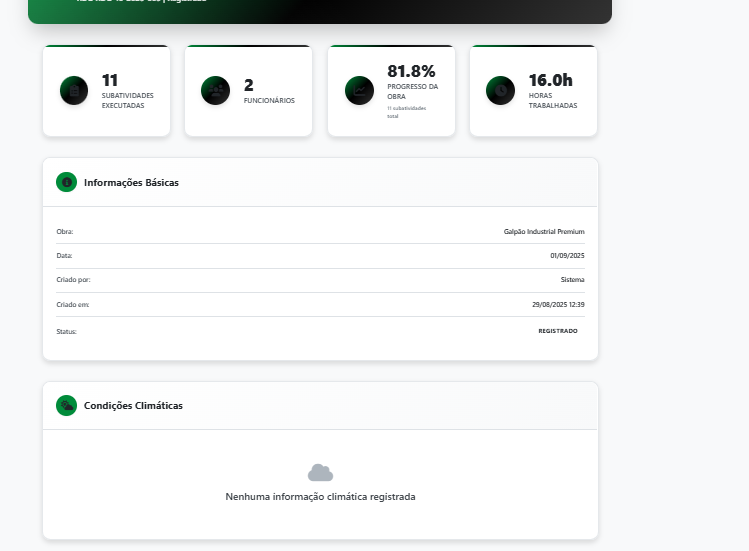 11
SUBATIVIDADES
EXECUTADAS
2
FUNCIONÁRIOS
81.8%
PROGRESSO DA
OBRA
11 subatividades
total
16.0h
HORAS
TRABALHADAS
Informações Básicas
Obra: Galpão Industrial Premium
Data: 01/09/2025
Criado por: Sistema
Criado em: 29/08/2025 12:39
Status: REGISTRADO
Condições Climáticas
Nenhuma informação climática registrada